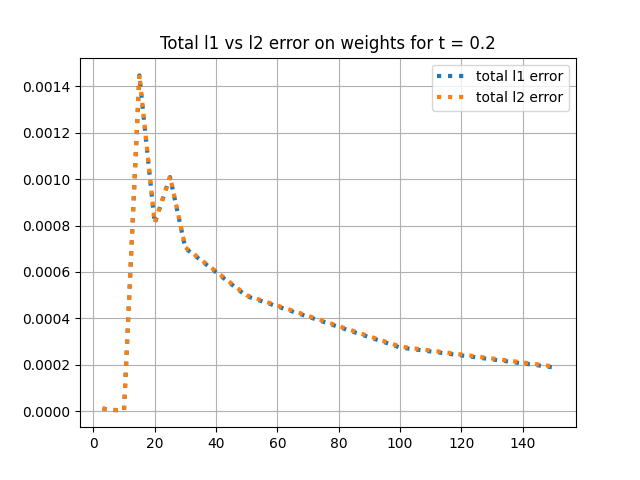 Total l1 vs l2 error on weights for t = 0.2
total l1 error
total l2 error
0.0014
0.0012
0.0010
0.0008
0.0006
0.0004
0.0002
0.0000
0 20 40 60 80 100 120 140